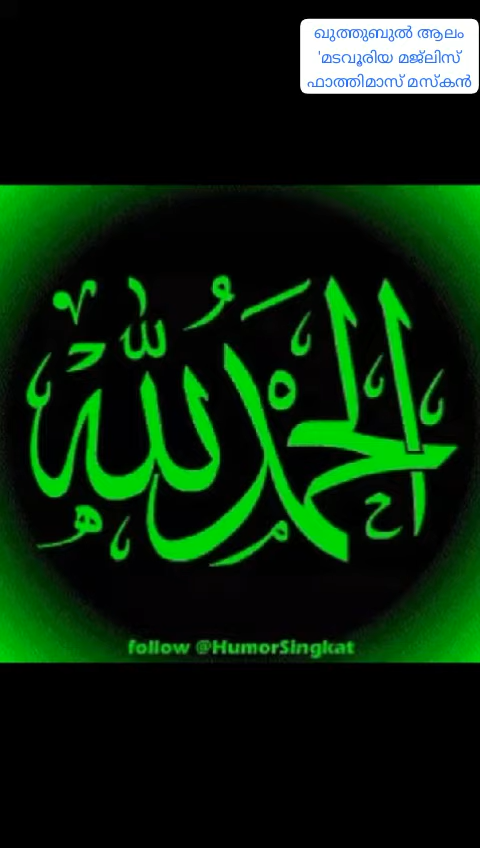 ഖുത്തുബുൽ ആലം
'മടവൂരിയ മജ്ലിസ്
ഫാത്തിമാസ് മസ്കൻ
الحمد لله
follow @HumorSingkat